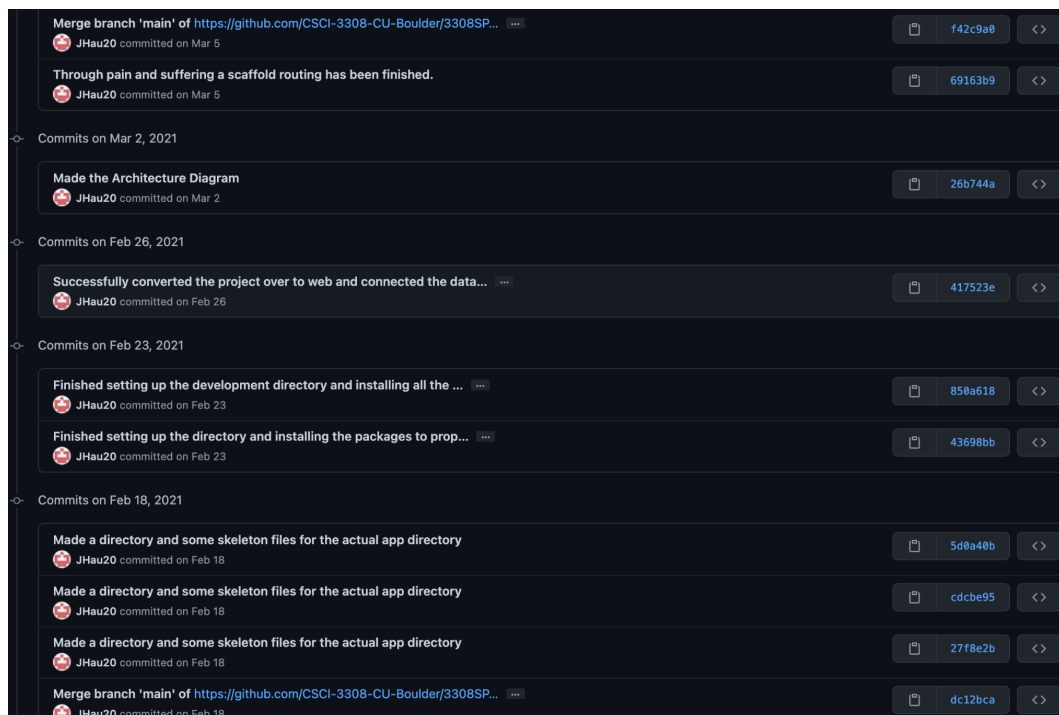 Merge branch 'main' of https://github.com/CSCI-3308-CU-Boulder/3308SP... ...
f42c9a0
JHau20 committed on Mar 5
Through pain and suffering a scaffold routing has been finished.
69163b9
JHau20 committed on Mar 5
Commits on Mar 2, 2021
Made the Architecture Diagram
26b744a
JHau20 committed on Mar 2
Commits on Feb 26, 2021
Successfully converted the project over to web and connected the data... ...
417523e
JHau20 committed on Feb 26
Commits on Feb 23, 2021
Finished setting up the development directory and installing all the ... ...
850a618
JHau20 committed on Feb 23
Finished setting up the directory and installing the packages to prop... ...
43698bb
JHau20 committed on Feb 23
Commits on Feb 18, 2021
Made a directory and some skeleton files for the actual app directory
5d0a40b
JHau20 committed on Feb 18
Made a directory and some skeleton files for the actual app directory
cdcbe95
JHau20 committed on Feb 18
Made a directory and some skeleton files for the actual app directory
27f8e2b
JHau20 committed on Feb 18
Merge branch 'main' of https://github.com/CSCI-3308-CU-Boulder/3308SP... ...
dc12bca
JHau20 committed on Feb 18